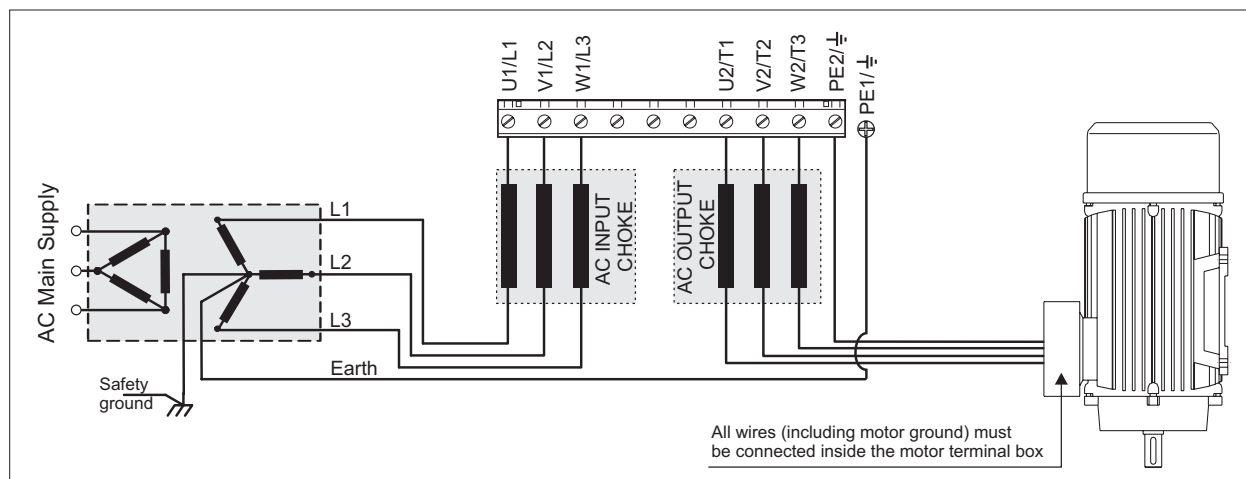 U1/L1
V1/L2
W1/L3
U2/T1
V2/T2
W2/T3
PE2/⏚
PE1/⏚
AC Main Supply
L1
L2
L3
Earth
Safety
ground
AC INPUT
CHOKE
AC OUTPUT
CHOKE
All wires (including motor ground) must
be connected inside the motor terminal box